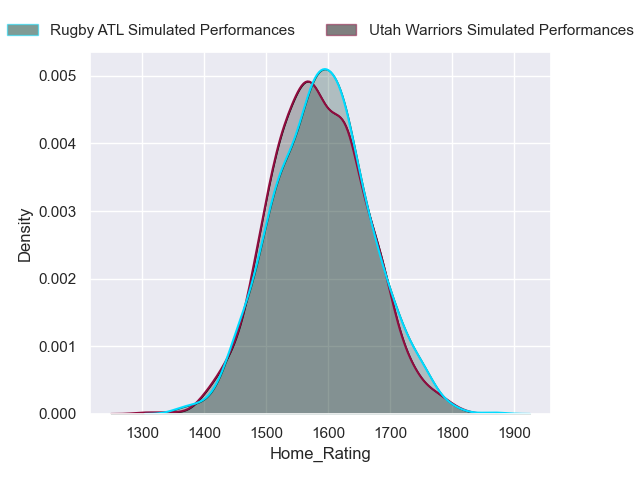 Rugby ATL Simulated Performances Utah Warriors Simulated Performances
0.005
0.004
0.003
0.002
0.001
0.000
Density
1300 1400 1500 1600 1700 1800 1900
Home_Rating